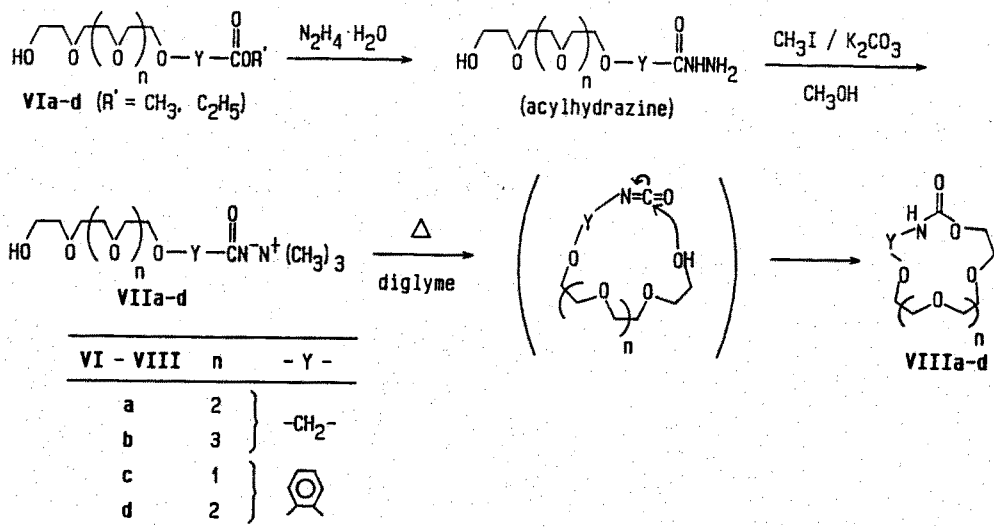 HO O ( O )n O–Y–COR' N2H4·H2O HO O ( O )n O–Y–CNHNH2 CH3I / K2CO3
O O CH3OH
VIa-d (R' = CH3, C2H5) (acylhydrazine)
HO O ( O )n O–Y–CN⁻N⁺(CH3)3 Δ diglyme Y N=C=O O O O OH n H N O Y O O O O O n
O
VIIa-d VIIIa-d
VI - VIII n - Y -
a 2 -CH2-
b 3
c 1
d 2